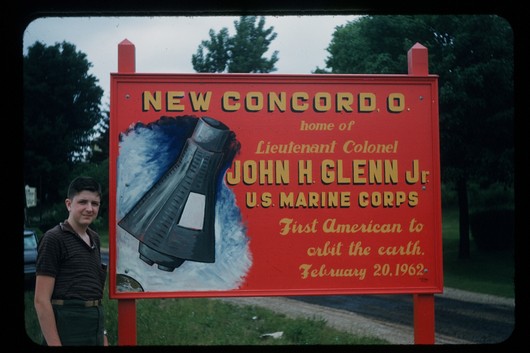 NEW CONCORD. O.
home of
Lieutenant Colonel
JOHN H GLENN Jr.
U.S. MARINE CORPS
First American to
orbit the earth.
February 20, 1962